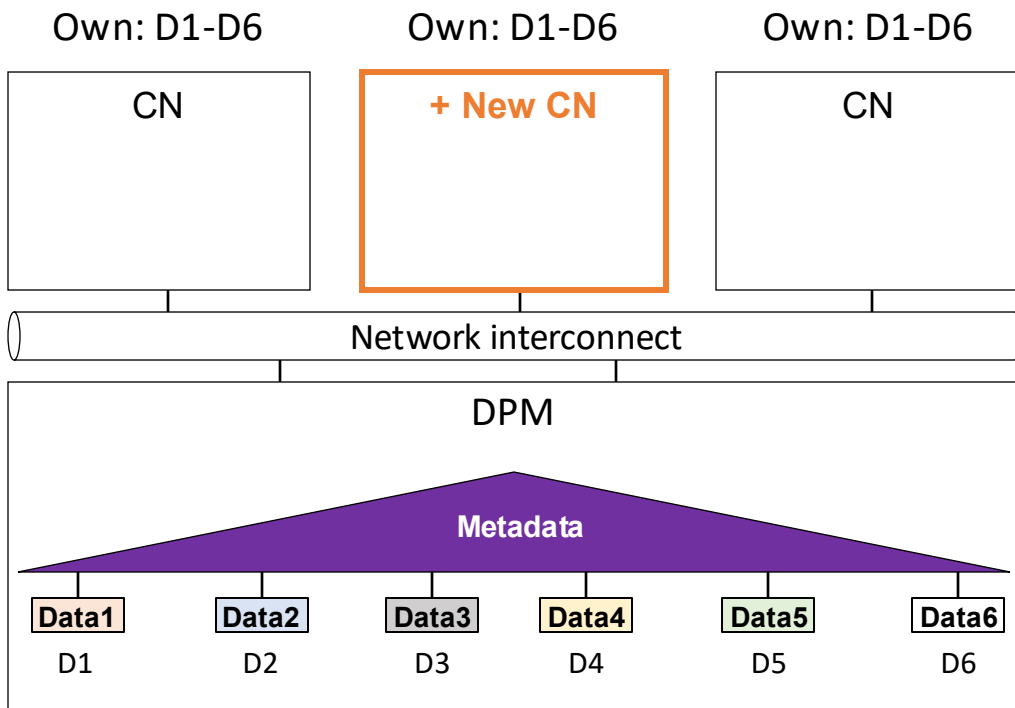 Own: D1-D6
Own: D1-D6
Own: D1-D6
CN
+ New CN
CN
Network interconnect
DPM
Metadata
Data1
Data2
Data3
Data4
Data5
Data6
D1
D2
D3
D4
D5
D6